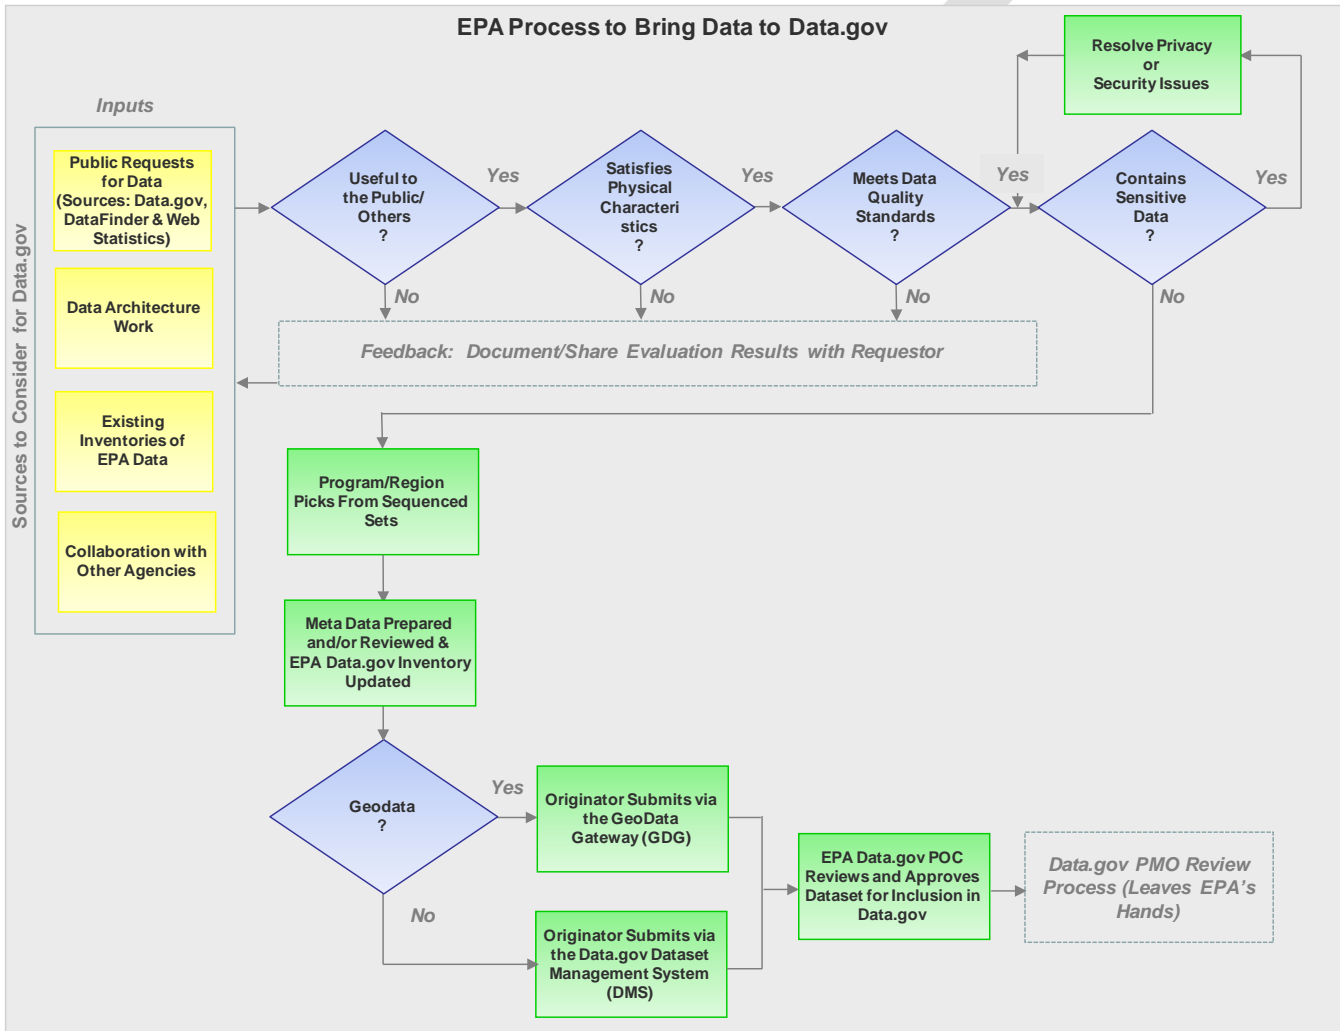 EPA Process to Bring Data to Data.gov
Resolve Privacy
or
Security Issues
Inputs
Sources to Consider for Data.gov
Public Requests
for Data
(Sources: Data.gov,
DataFinder & Web
Statistics)
Data Architecture
Work
Existing
Inventories of
EPA Data
Collaboration with
Other Agencies
Useful to
the Public/
Others
?
Yes
No
Satisfies
Physical
Characteri
stics
?
Yes
No
Meets Data
Quality
Standards
?
Yes
No
Contains
Sensitive
Data
?
Yes
No
Feedback: Document/Share Evaluation Results with Requestor
Program/Region
Picks From Sequenced
Sets
Meta Data Prepared
and/or Reviewed &
EPA Data.gov Inventory
Updated
Geodata
?
Yes
No
Originator Submits via
the GeoData
Gateway (GDG)
Originator Submits via
the Data.gov Dataset
Management System
(DMS)
EPA Data.gov POC
Reviews and Approves
Dataset for Inclusion in
Data.gov
Data.gov PMO Review
Process (Leaves EPA's
Hands)